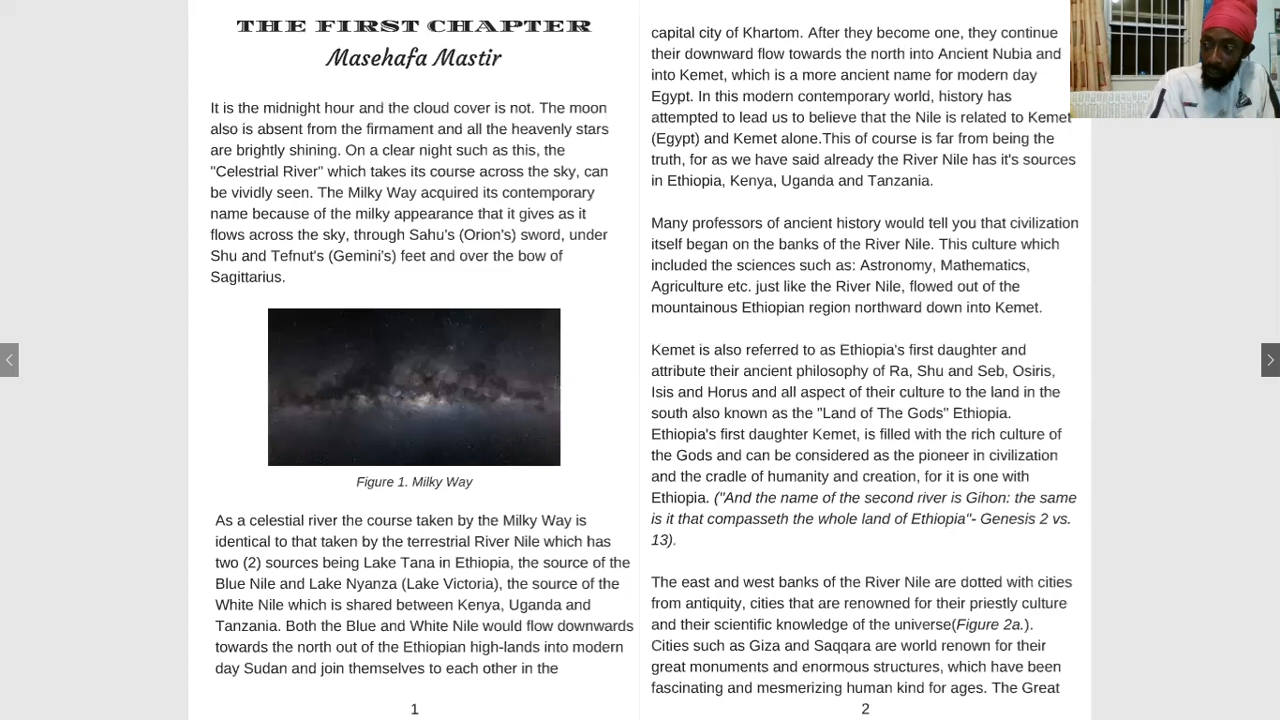 THE FIRST CHAPTER
Masehafa Mastir
It is the midnight hour and the cloud cover is not. The moon
also is absent from the firmament and all the heavenly stars
are brightly shining. On a clear night such as this, the
"Celestrial River" which takes its course across the sky, can
be vividly seen. The Milky Way acquired its contemporary
name because of the milky appearance that it gives as it
flows across the sky, through Sahu's (Orion's) sword, under
Shu and Tefnut's (Gemini's) feet and over the bow of
Sagittarius.
Figure 1. Milky Way
As a celestial river the course taken by the Milky Way is
identical to that taken by the terrestrial River Nile which has
two (2) sources being Lake Tana in Ethiopia, the source of the
Blue Nile and Lake Nyanza (Lake Victoria), the source of the
White Nile which is shared between Kenya, Uganda and
Tanzania. Both the Blue and White Nile would flow downwards
towards the north out of the Ethiopian high-lands into modern
day Sudan and join themselves to each other in the
1
capital city of Khartom. After they become one, they continue
their downward flow towards the north into Ancient Nubia and
into Kemet, which is a more ancient name for modern day
Egypt. In this modern contemporary world, history has
attempted to lead us to believe that the Nile is related to Kemet
(Egypt) and Kemet alone.This of course is far from being the
truth, for as we have said already the River Nile has it's sources
in Ethiopia, Kenya, Uganda and Tanzania.
Many professors of ancient history would tell you that civilization
itself began on the banks of the River Nile. This culture which
included the sciences such as: Astronomy, Mathematics,
Agriculture etc. just like the River Nile, flowed out of the
mountainous Ethiopian region northward down into Kemet.
Kemet is also referred to as Ethiopia's first daughter and
attribute their ancient philosophy of Ra, Shu and Seb, Osiris,
Isis and Horus and all aspect of their culture to the land in the
south also known as the "Land of The Gods" Ethiopia.
Ethiopia's first daughter Kemet, is filled with the rich culture of
the Gods and can be considered as the pioneer in civilization
and the cradle of humanity and creation, for it is one with
Ethiopia. ("And the name of the second river is Gihon: the same
is it that compasseth the whole land of Ethiopia"- Genesis 2 vs.
13).
The east and west banks of the River Nile are dotted with cities
from antiquity, cities that are renowned for their priestly culture
and their scientific knowledge of the universe(Figure 2a.).
Cities such as Giza and Saqqara are world renown for their
great monuments and enormous structures, which have been
fascinating and mesmerizing human kind for ages. The Great
2